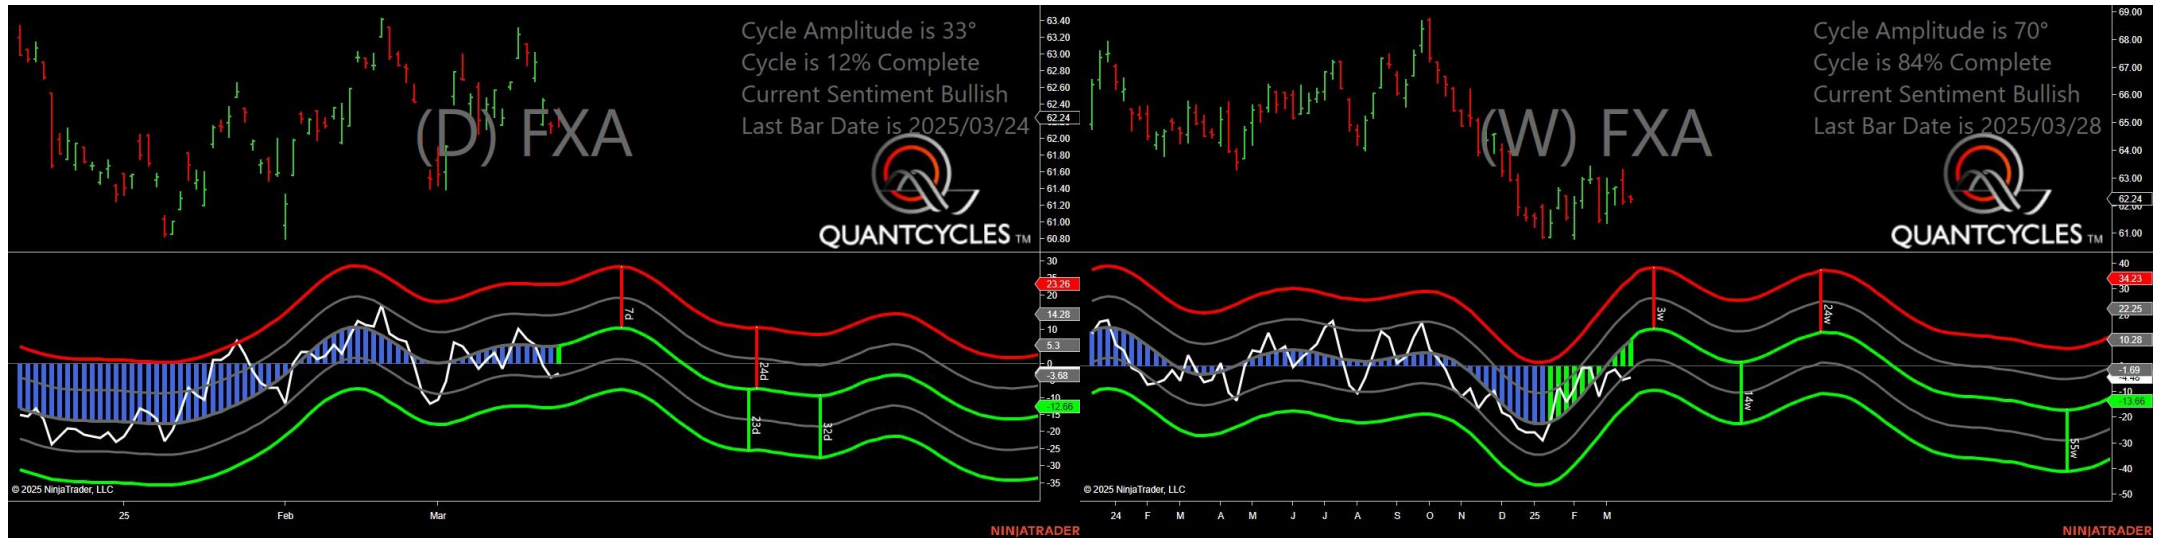 Cycle Amplitude is 33°
Cycle is 12% Complete
Current Sentiment Bullish
Last Bar Date is 2025/03/24
(D) FXA
QUANTCYCLES TM
63.40
63.20
63.00
62.80
62.60
62.40
62.24
62.00
61.80
61.60
61.40
61.20
61.00
60.80
30
23.26
20
14.28
10
5.3
0
-3.68
-10
-12.66
-15
-20
-25
-30
-35
7d
24d
23d
32d
© 2025 NinjaTrader, LLC
25 Feb Mar
NINJATRADER
Cycle Amplitude is 70°
Cycle is 84% Complete
Current Sentiment Bullish
Last Bar Date is 2025/03/28
(W) FXA
QUANTCYCLES TM
69.00
68.00
67.00
66.00
65.00
64.00
63.00
62.24
62.00
61.00
40
34.23
30
22.25
20
10.28
-1.69
-4.48
-10
-13.66
-20
-30
-40
-50
3w
24w
14w
55w
© 2025 NinjaTrader, LLC
24 F M A M J J A S O N D 25 F M
NINJATRADER